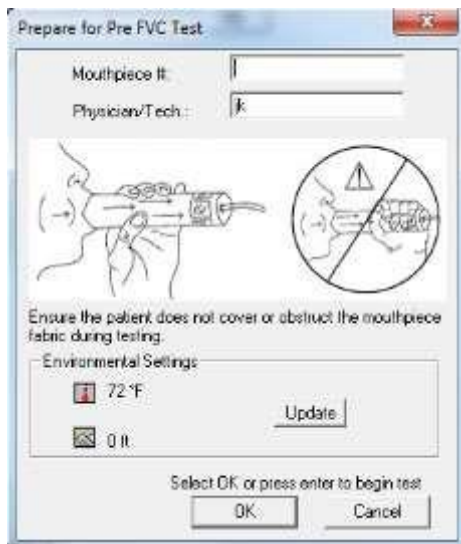 Prepare for Pre FVC Test
Mouthpiece #:
Physician/Tech.: jk
Ensure the patient does not cover or obstruct the mouthpiece
fabric during testing.
Environmental Settings
72 °F
Update
0 ft
Select OK or press enter to begin test
OK Cancel